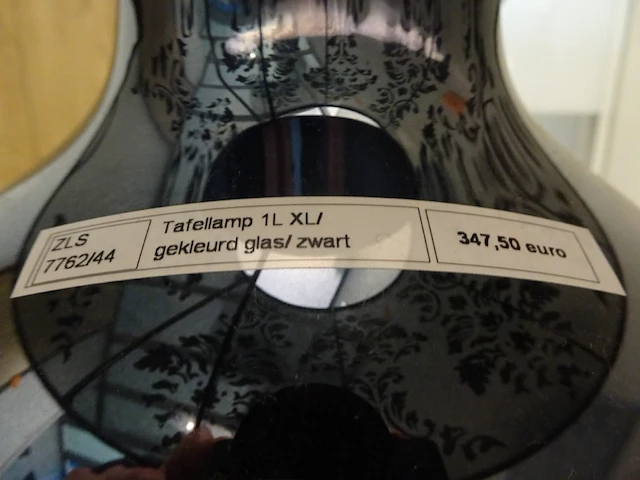 ZLS
7762/44
Tafellamp 1L XL/
gekleurd glas/ zwart
347,50 euro